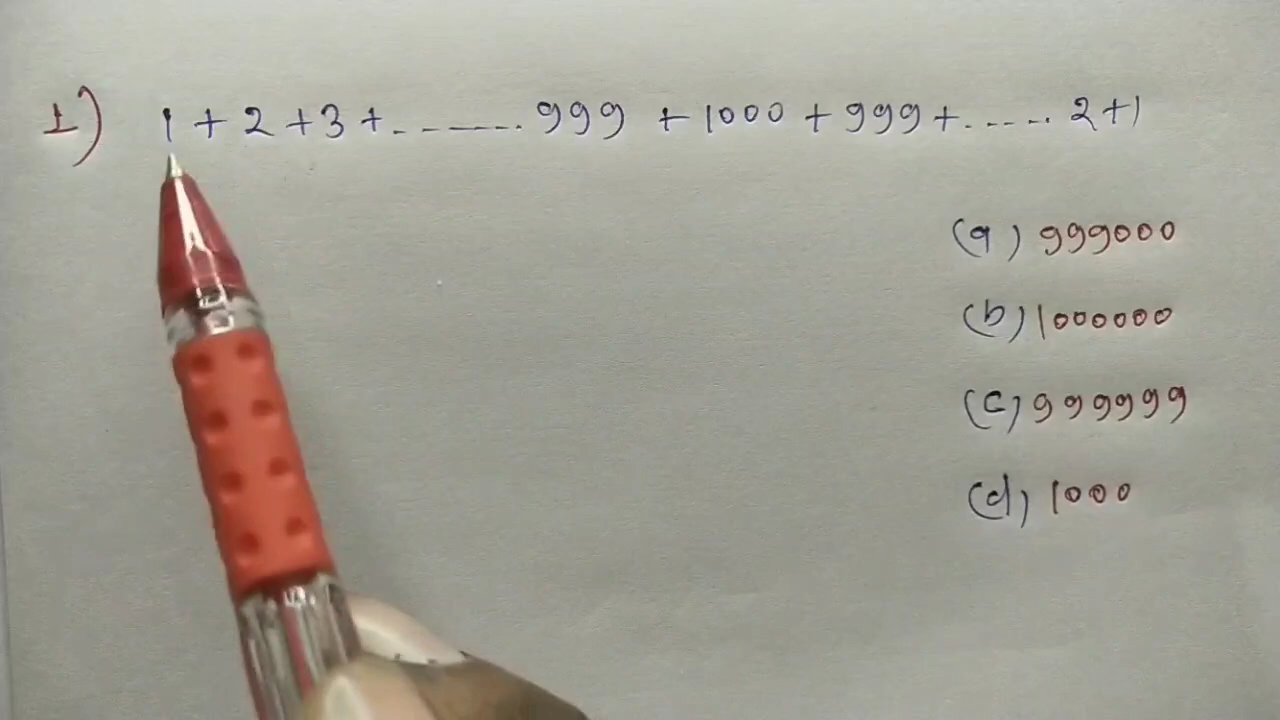 1) 1 + 2 + 3 + - - - - - - - 999 + 1000 + 999 + ...... 2 + 1
(a) 999000
(b) 1000000
(c) 999999
(d) 1000